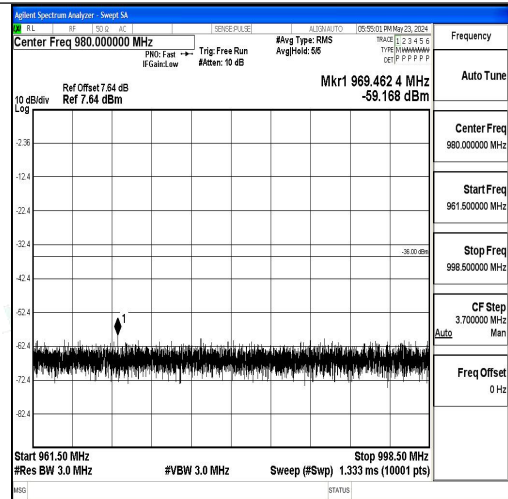 Agilent Spectrum Analyzer - Swept SA
RL RF 50 Ω AC SENSE:PULSE ALIGN AUTO 05:55:01 PM May 23, 2024
Center Freq 980.000000 MHz
PNO: Fast
IFGain:Low
Trig: Free Run
#Atten: 10 dB
#Avg Type: RMS
Avg|Hold: 5/5
TRACE 1 2 3 4 5 6
TYPE M
DET P P P P P P
Mkr1 969.462 4 MHz
-59.168 dBm
Ref Offset 7.64 dB
10 dB/div Ref 7.64 dBm
Log
-2.36
-12.4
-22.4
-32.4
-36.00 dBm
-42.4
-52.4
1
-62.4
-72.4
-82.4
Start 961.50 MHz
Stop 998.50 MHz
#Res BW 3.0 MHz
#VBW 3.0 MHz
Sweep (#Swp) 1.333 ms (10001 pts)
MSG
STATUS
Frequency
Auto Tune
Center Freq
980.000000 MHz
Start Freq
961.500000 MHz
Stop Freq
998.500000 MHz
CF Step
3.700000 MHz
Auto Man
Freq Offset
0 Hz